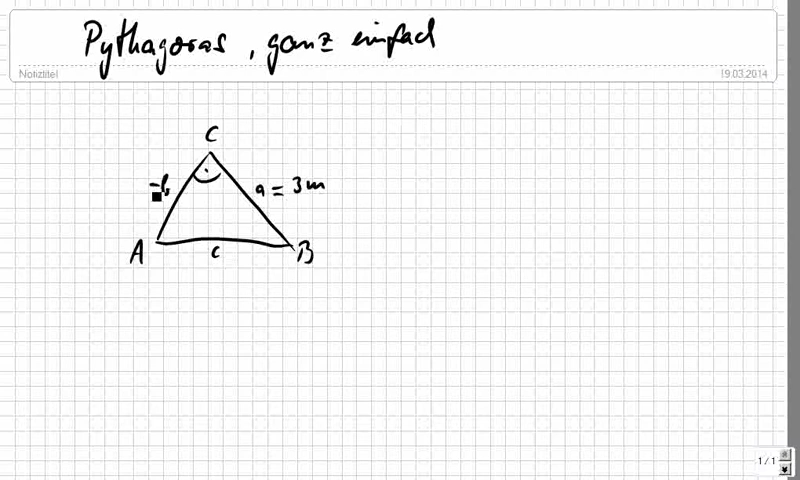 Pythagoras, ganz einfach
Notiztitel 19.03.2014
C
b a = 3m
A c B
1/1